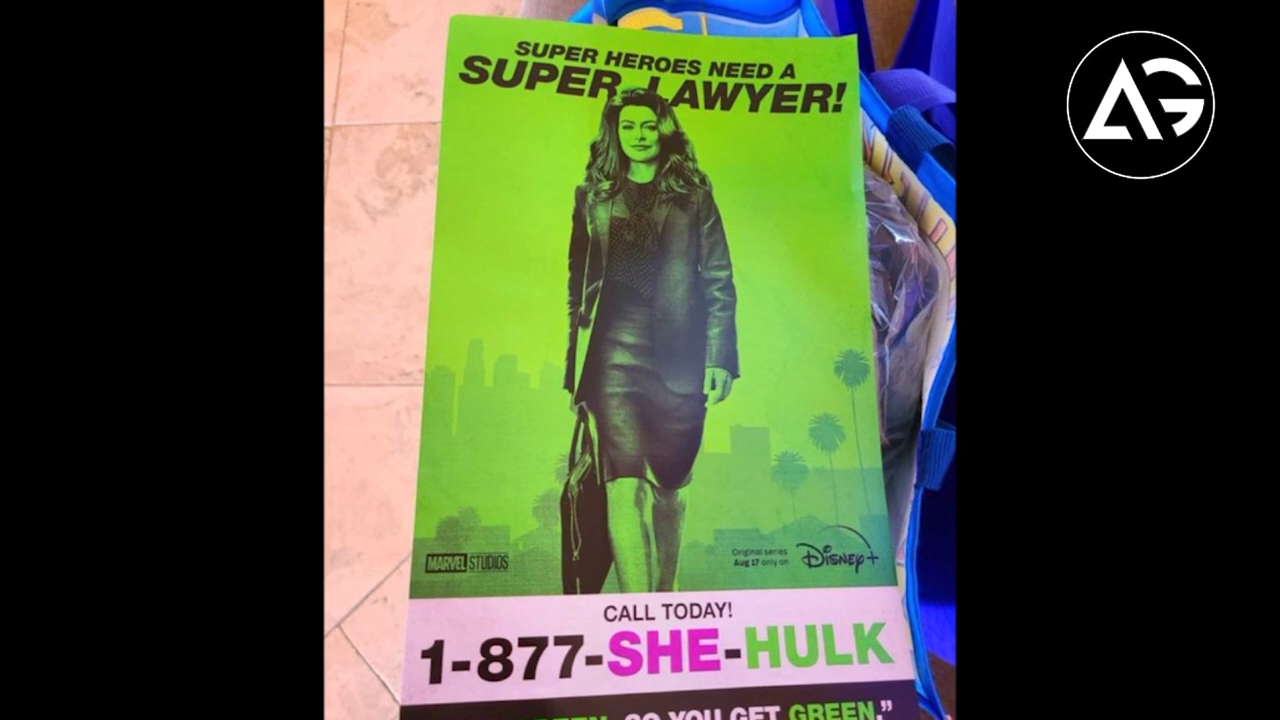 AG
SUPER HEROES NEED A
SUPER LAWYER!
MARVEL STUDIOS
Original series
Aug 17 only on
Disney+
CALL TODAY!
1-877-SHE-HULK
SO YOU GET GREEN."